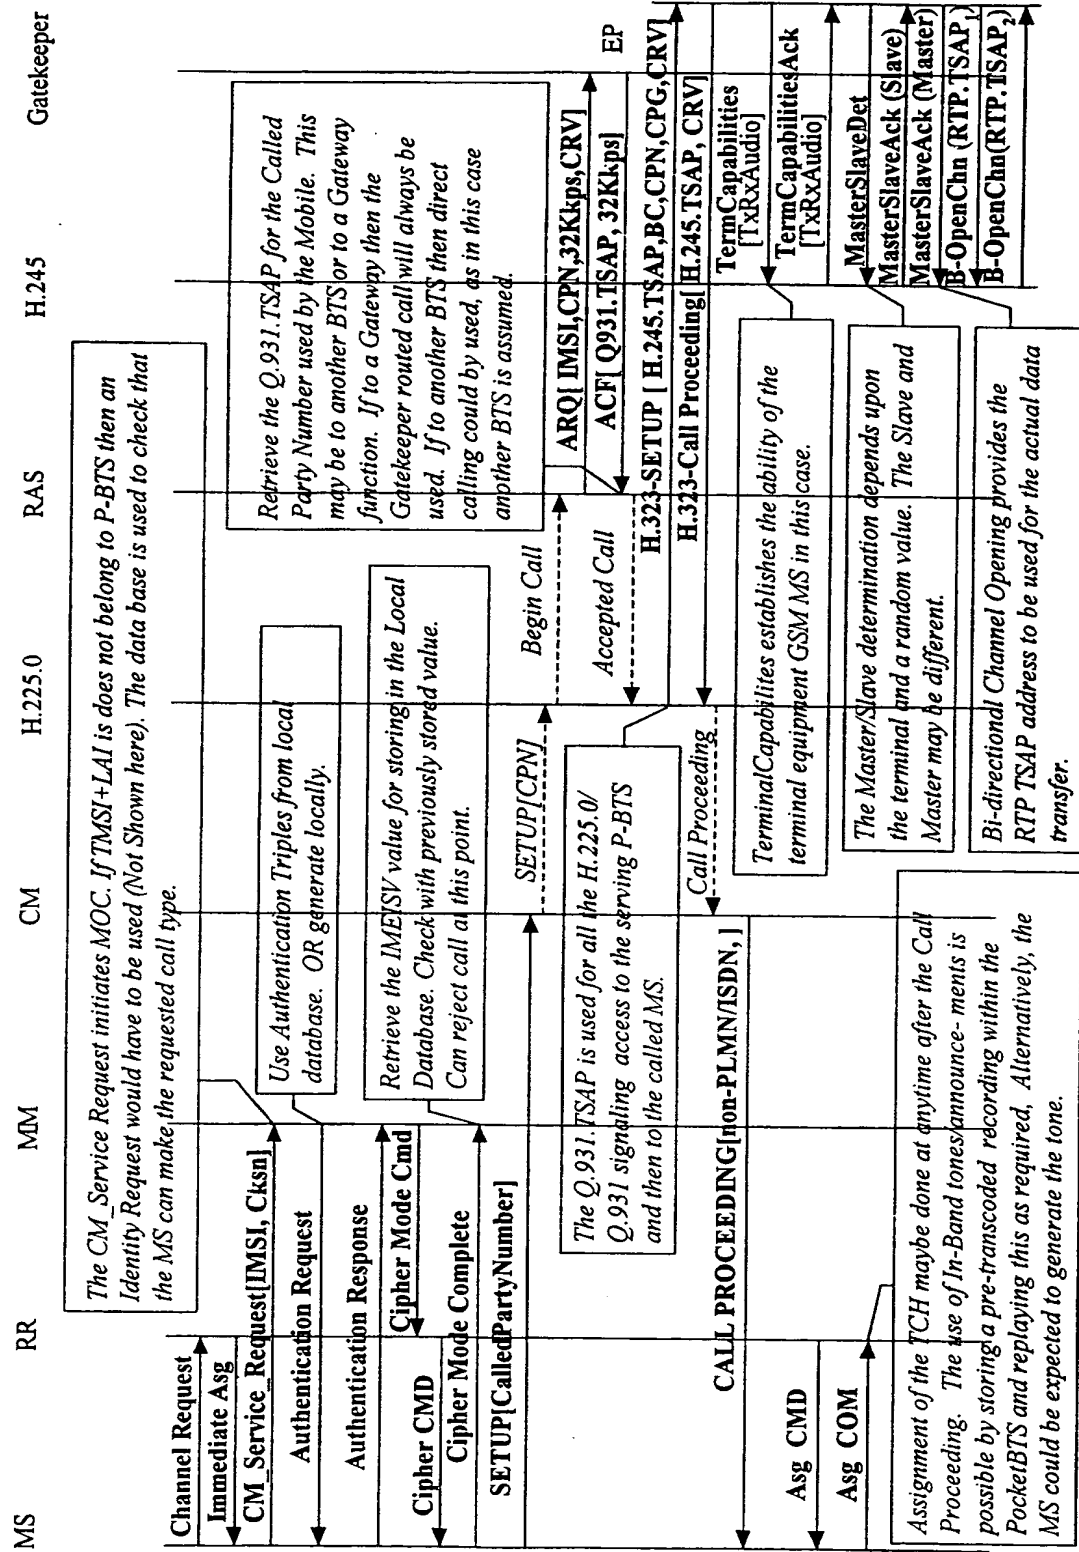 MS
RR
MM
CM
H.225.0
RAS
H.245
Gatekeeper
The CM_Service Request initiates MOC. If TMSI+LAI is does not belong to P-BTS then an
Identity Request would have to be used (Not Shown here). The data base is used to check that
the MS can make the requested call type.
Channel Request
Immediate Asg
CM_Service_Request[IMSI, Cksn]
Use Authentication Triples from local
database. OR generate locally.
Authentication Request
Authentication Response
Retrieve the IMEISV value for storing in the Local
Database. Check with previously stored value.
Can reject call at this point.
Cipher Mode Cmd
Cipher CMD
Cipher Mode Complete
SETUP[CalledPartyNumber]
SETUP[CPN]
Begin Call
Retrieve the Q.931.TSAP for the Called
Party Number used by the Mobile. This
may be to another BTS or to a Gateway
function. If to a Gateway then the
Gatekeeper routed call will always be
used. If to another BTS then direct
calling could by used, as in this case
another BTS is assumed.
ARQ[ IMSI,CPN,32Kkps,CRV]
ACF[ Q931.TSAP, 32Kkps]
EP
Accepted Call
The Q.931.TSAP is used for all the H.225.0/
Q.931 signaling access to the serving P-BTS
and then to the called MS.
H.323-SETUP [ H.245.TSAP,BC,CPN,CPG,CRV]
H.323-Call Proceeding[ H.245.TSAP, CRV]
Call Proceeding
CALL PROCEEDING[non-PLMN/ISDN, ]
TermCapabilities
[TxRxAudio]
TermCapabilitiesAck
[TxRxAudio]
TerminalCapabilites establishes the ability of the
terminal equipment GSM MS in this case.
Asg CMD
Asg COM
MasterSlaveDet
MasterSlaveAck (Slave)
MasterSlaveAck (Master)
The Master/Slave determination depends upon
the terminal and a random value. The Slave and
Master may be different.
B-OpenChn (RTP.TSAP1)
B-OpenChn(RTP.TSAP2)
Bi-directional Channel Opening provides the
RTP TSAP address to be used for the actual data
transfer.
Assignment of the TCH maybe done at anytime after the Call
Proceeding. The use of In-Band tones/announce- ments is
possible by storing a pre-transcoded recording within the
PocketBTS and replaying this as required, Alternatively, the
MS could be expected to generate the tone.